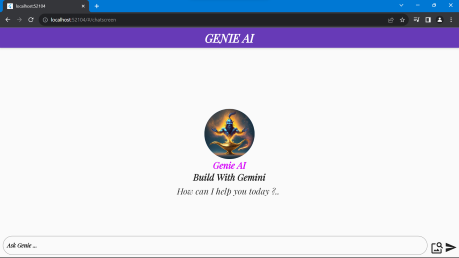 localhost:52104
localhost:52104/#/chatscreen
GENIE AI
Genie AI
Build With Gemini
How can I help you today ?..
Ask Genie ...